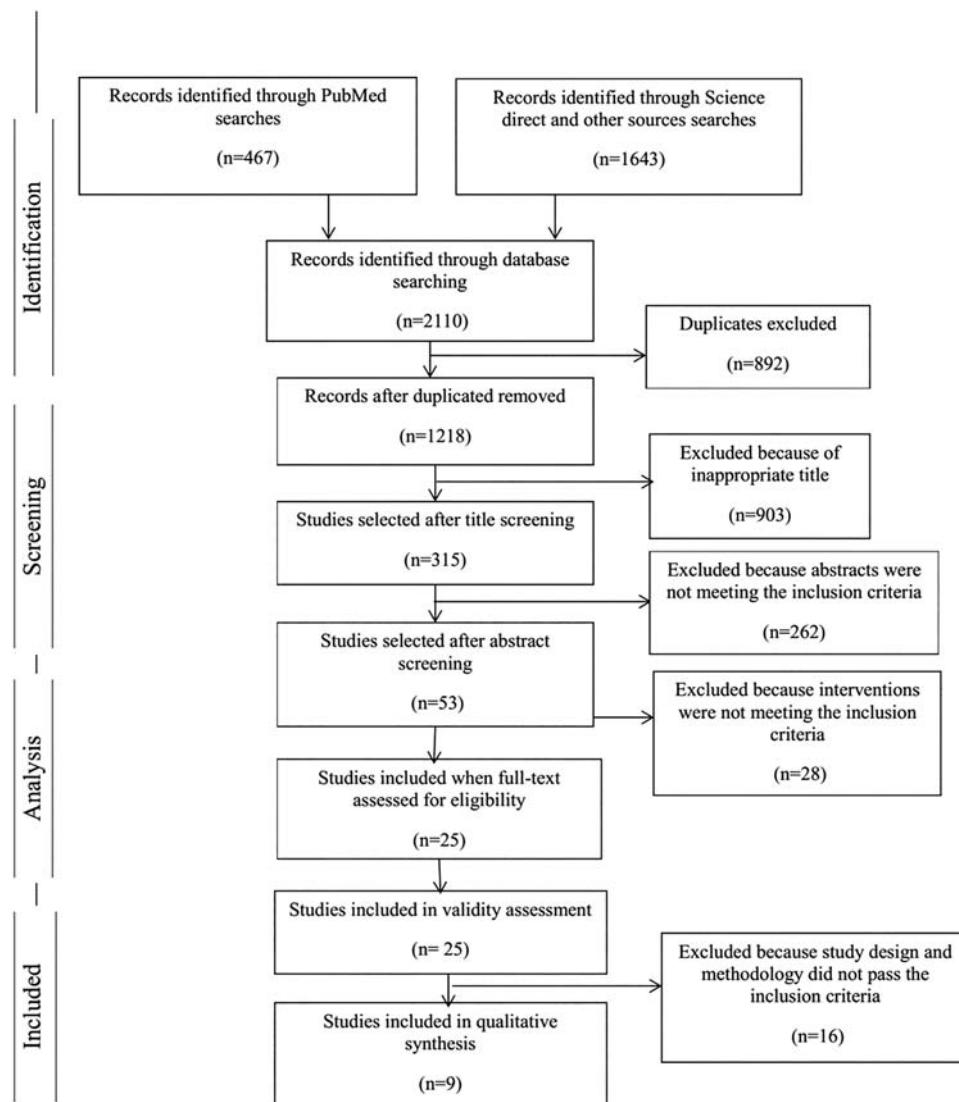 Records identified through PubMed
searches
(n=467)
Records identified through Science
direct and other sources searches
(n=1643)
Identification
Records identified through database
searching
(n=2110)
Duplicates excluded
(n=892)
Records after duplicated removed
(n=1218)
Screening
Excluded because of
inappropriate title
(n=903)
Studies selected after title screening
(n=315)
Excluded because abstracts were
not meeting the inclusion criteria
(n=262)
Studies selected after abstract
screening
(n=53)
Analysis
Excluded because interventions
were not meeting the inclusion
criteria
(n=28)
Studies included when full-text
assessed for eligibility
(n=25)
Studies included in validity assessment
(n= 25)
Included
Excluded because study design and
methodology did not pass the
inclusion criteria
(n=16)
Studies included in qualitative
synthesis
(n=9)